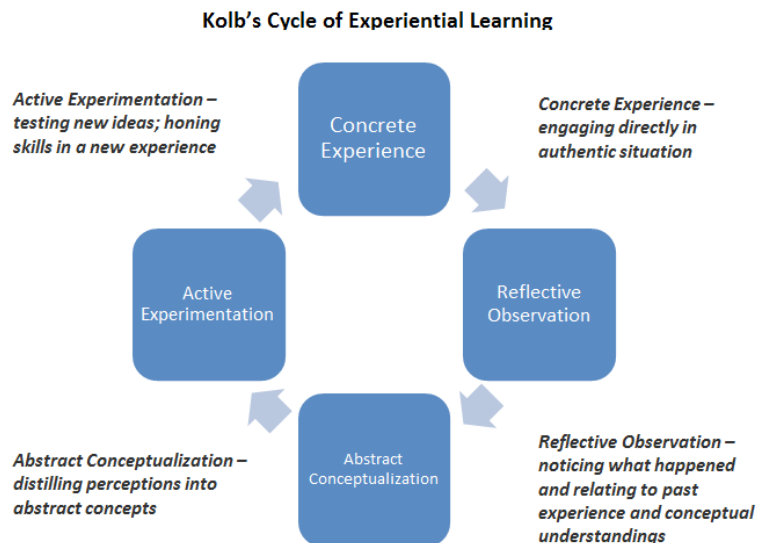 Kolb's Cycle of Experiential Learning
Active Experimentation –
testing new ideas; honing
skills in a new experience
Concrete
Experience
Concrete Experience –
engaging directly in
authentic situation
Active
Experimentation
Reflective
Observation
Abstract Conceptualization –
distilling perceptions into
abstract concepts
Abstract
Conceptualization
Reflective Observation –
noticing what happened
and relating to past
experience and conceptual
understandings